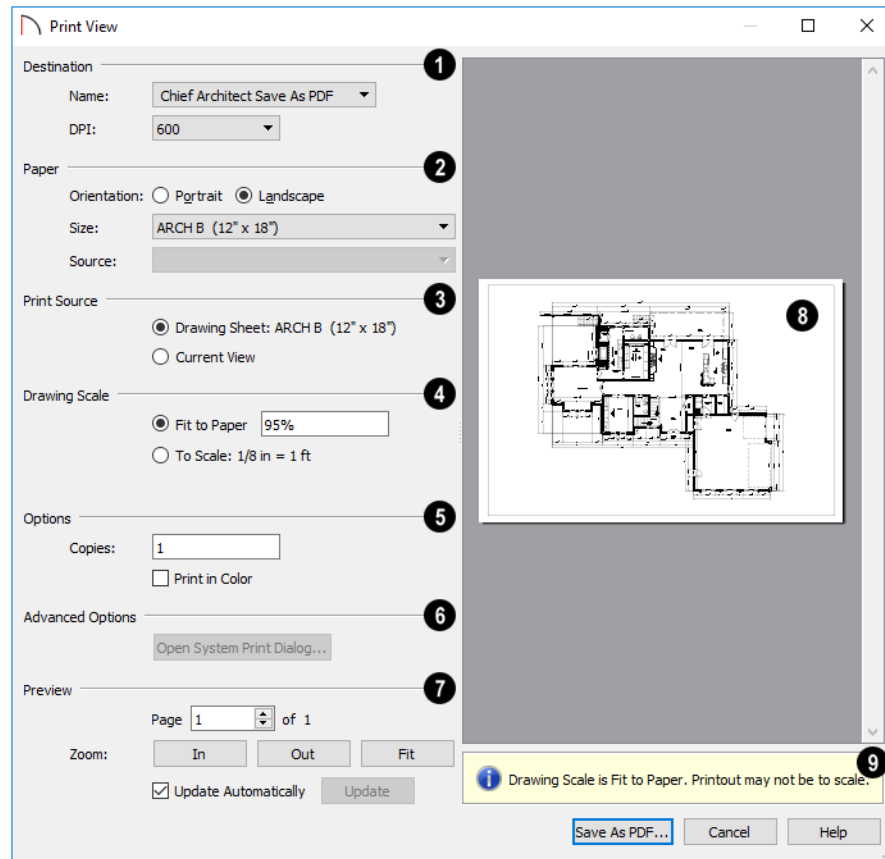 Print View
Destination
1
Name: Chief Architect Save As PDF
DPI: 600
Paper
2
Orientation: Portrait Landscape
Size: ARCH B (12" x 18")
Source:
Print Source
3
Drawing Sheet: ARCH B (12" x 18")
Current View
Drawing Scale
4
Fit to Paper 95%
To Scale: 1/8 in = 1 ft
Options
5
Copies: 1
Print in Color
Advanced Options
6
Open System Print Dialog...
Preview
7
Page 1 of 1
Zoom: In Out Fit
Update Automatically Update
8
9
Drawing Scale is Fit to Paper. Printout may not be to scale.
Save As PDF... Cancel Help